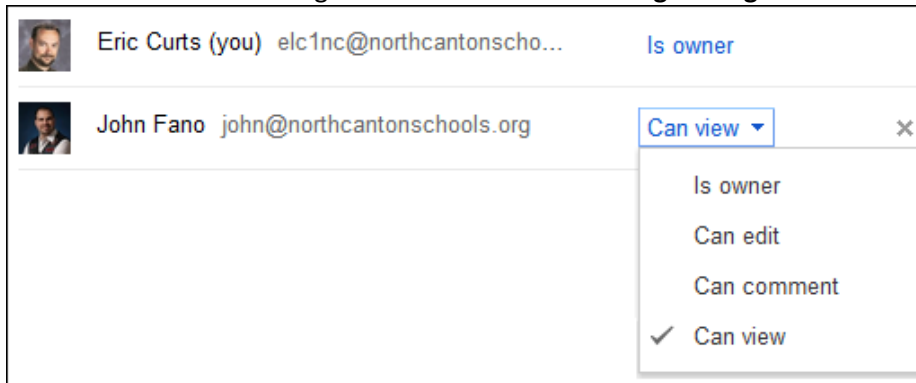 Eric Curts (you) elc1nc@northcantonscho... Is owner
John Fano john@northcantonschools.org Can view
Is owner
Can edit
Can comment
Can view